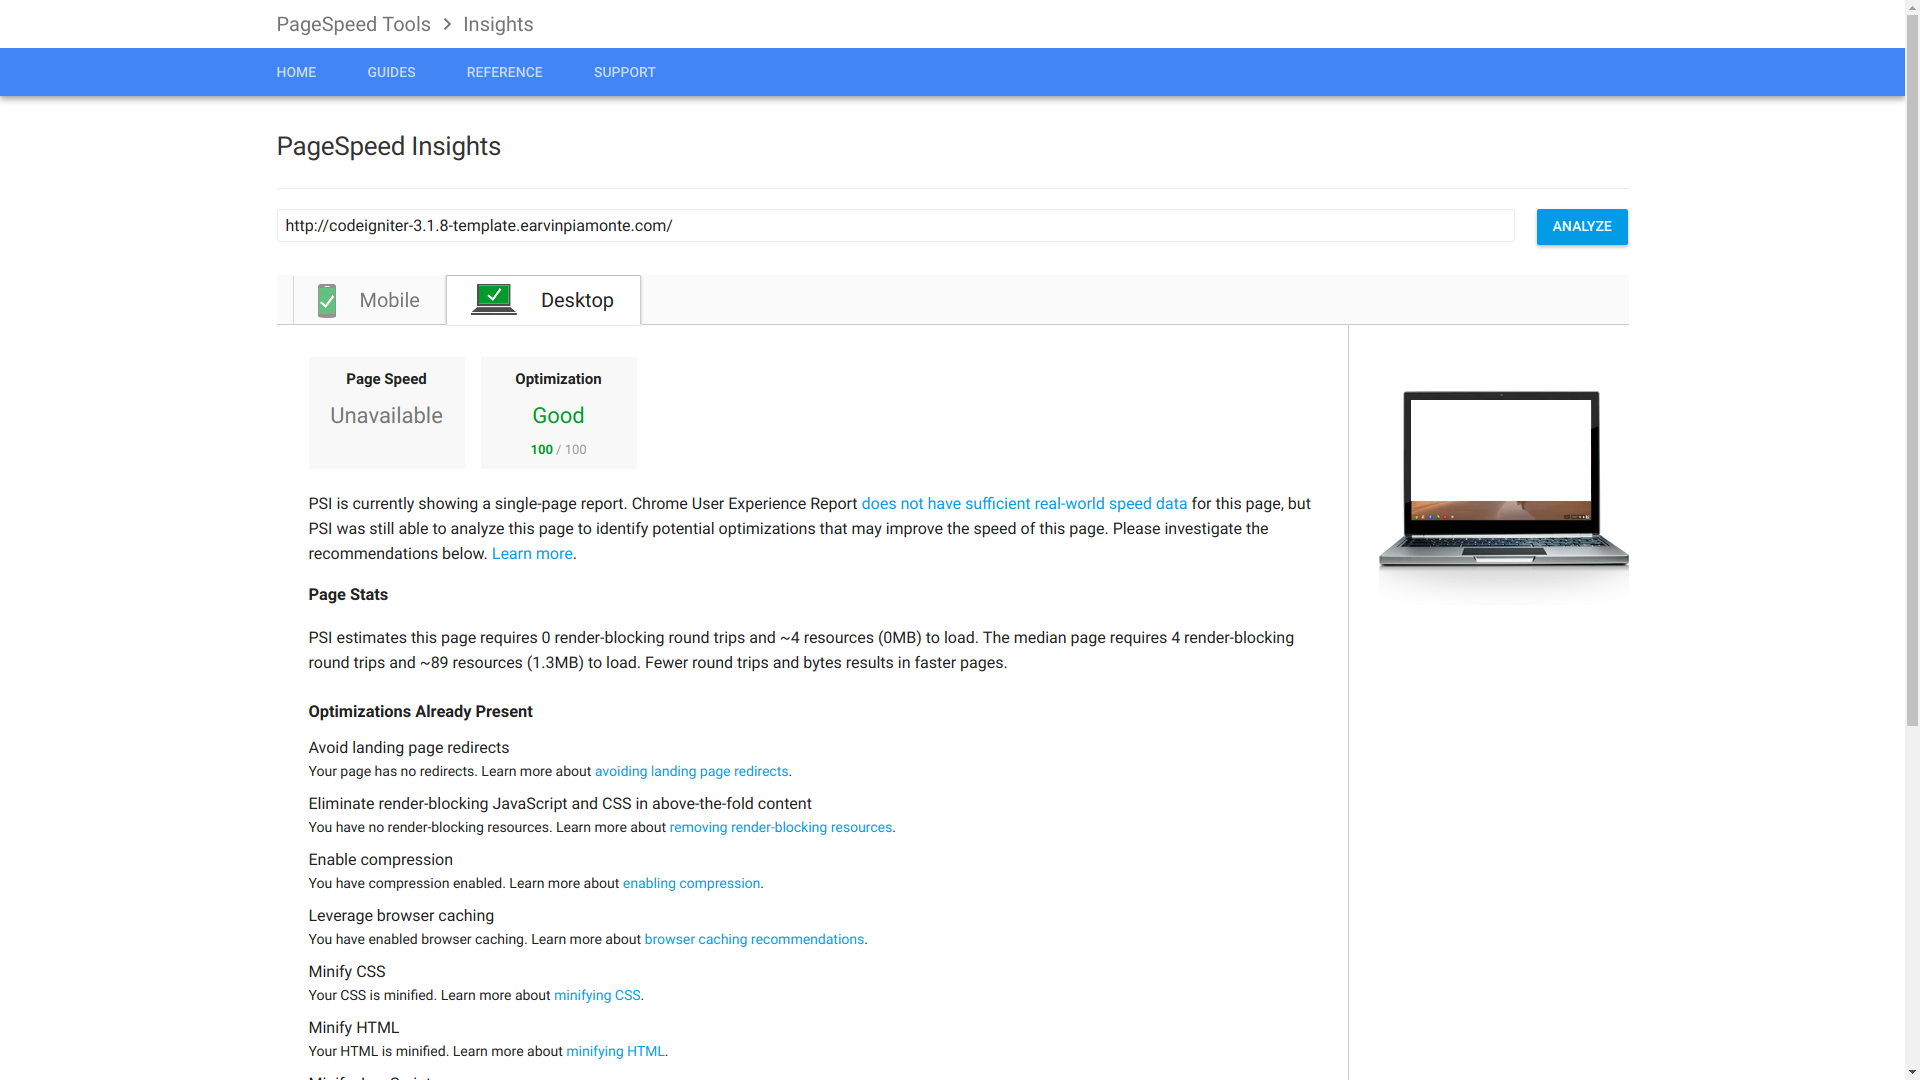 PageSpeed Tools > Insights
HOME GUIDES REFERENCE SUPPORT
PageSpeed Insights
http://codeigniter-3.1.8-template.earvinpiamonte.com/
ANALYZE
Mobile
Desktop
Page Speed
Unavailable
Optimization
Good
100 / 100
PSI is currently showing a single-page report. Chrome User Experience Report does not have sufficient real-world speed data for this page, but
PSI was still able to analyze this page to identify potential optimizations that may improve the speed of this page. Please investigate the
recommendations below. Learn more.
Page Stats
PSI estimates this page requires 0 render-blocking round trips and ~4 resources (0MB) to load. The median page requires 4 render-blocking
round trips and ~89 resources (1.3MB) to load. Fewer round trips and bytes results in faster pages.
Optimizations Already Present
Avoid landing page redirects
Your page has no redirects. Learn more about avoiding landing page redirects.
Eliminate render-blocking JavaScript and CSS in above-the-fold content
You have no render-blocking resources. Learn more about removing render-blocking resources.
Enable compression
You have compression enabled. Learn more about enabling compression.
Leverage browser caching
You have enabled browser caching. Learn more about browser caching recommendations.
Minify CSS
Your CSS is minified. Learn more about minifying CSS.
Minify HTML
Your HTML is minified. Learn more about minifying HTML.